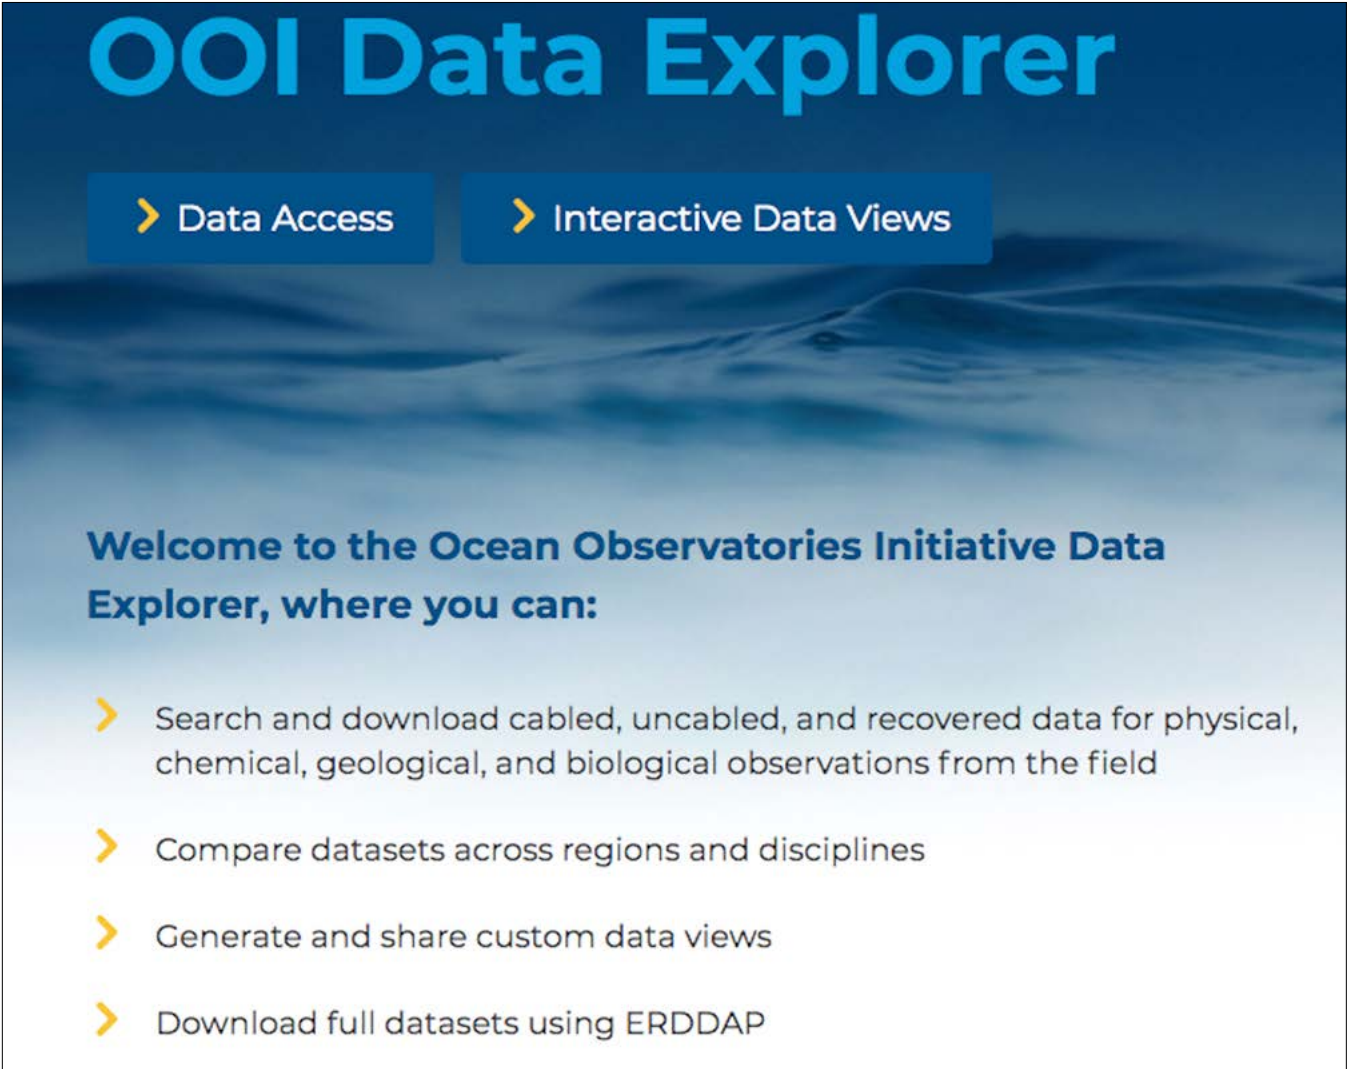 OOI Data Explorer
Data Access
Interactive Data Views
Welcome to the Ocean Observatories Initiative Data
Explorer, where you can:
Search and download cabled, uncabled, and recovered data for physical,
chemical, geological, and biological observations from the field
Compare datasets across regions and disciplines
Generate and share custom data views
Download full datasets using ERDDAP